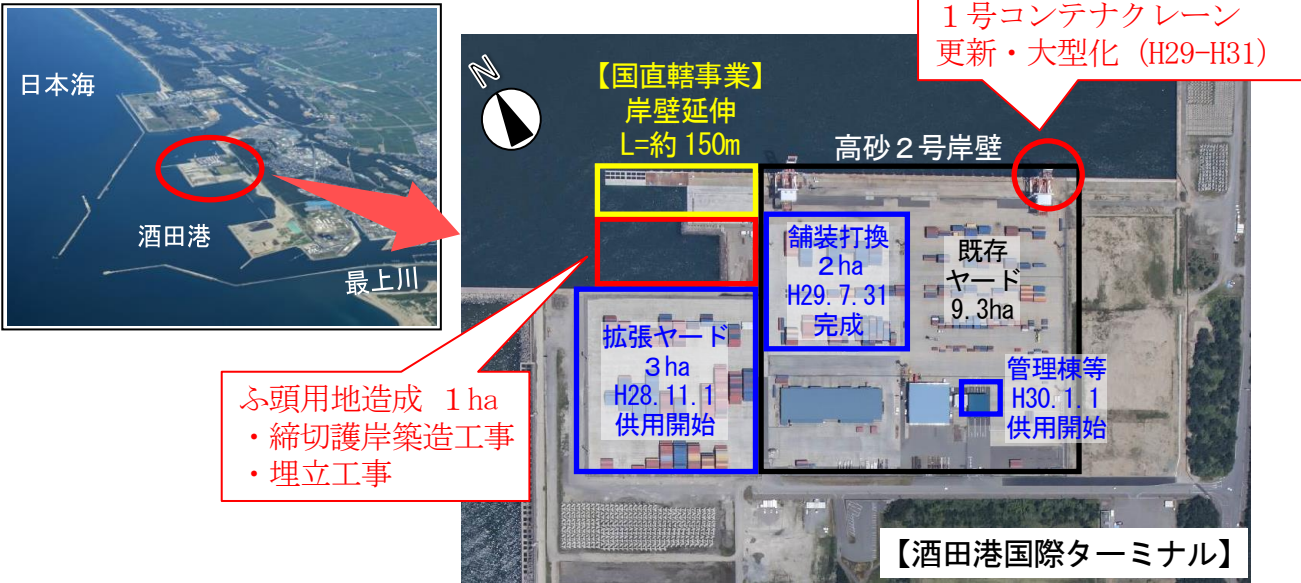 日本海
酒田港
最上川
N
【国直轄事業】
岸壁延伸
L=約150m
１号コンテナクレーン
更新・大型化 (H29-H31)
高砂２号岸壁
舗装打換
２ha
H29.7.31
完成
既存
ヤード
9.3ha
拡張ヤード
３ha
H28.11.1
供用開始
管理棟等
H30.1.1
供用開始
ふ頭用地造成 １ha
・締切護岸築造工事
・埋立工事
【酒田港国際ターミナル】